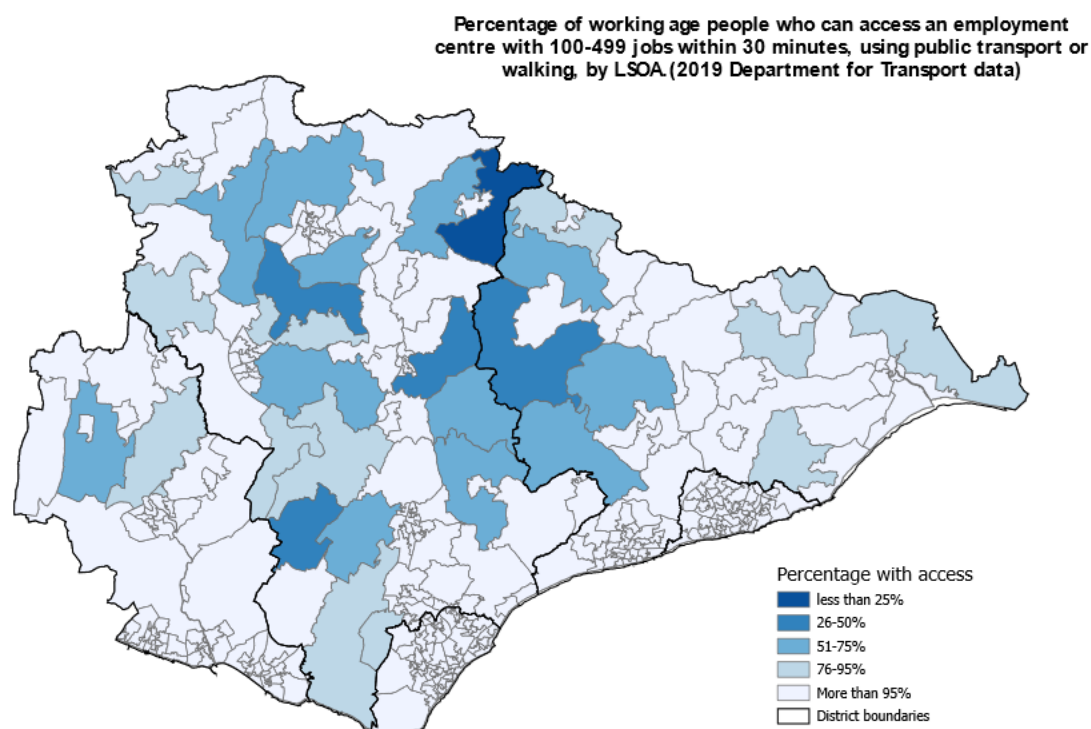 Percentage of working age people who can access an employment
centre with 100-499 jobs within 30 minutes, using public transport or
walking, by LSOA.(2019 Department for Transport data)
Percentage with access
less than 25%
26-50%
51-75%
76-95%
More than 95%
District boundaries